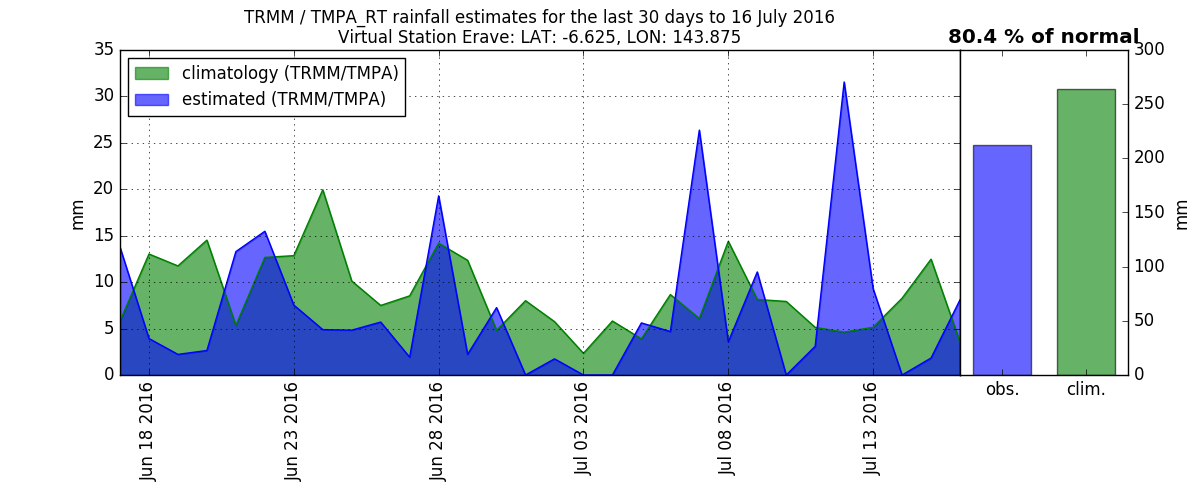 TRMM / TMPA_RT rainfall estimates for the last 30 days to 16 July 2016
Virtual Station Erave: LAT: -6.625, LON: 143.875
80.4 % of normal
climatology (TRMM/TMPA)
estimated (TRMM/TMPA)
35
30
25
20
15
10
5
0
mm
Jun 18 2016
Jun 23 2016
Jun 28 2016
Jul 03 2016
Jul 08 2016
Jul 13 2016
obs.
clim.
300
250
200
150
100
50
0
mm